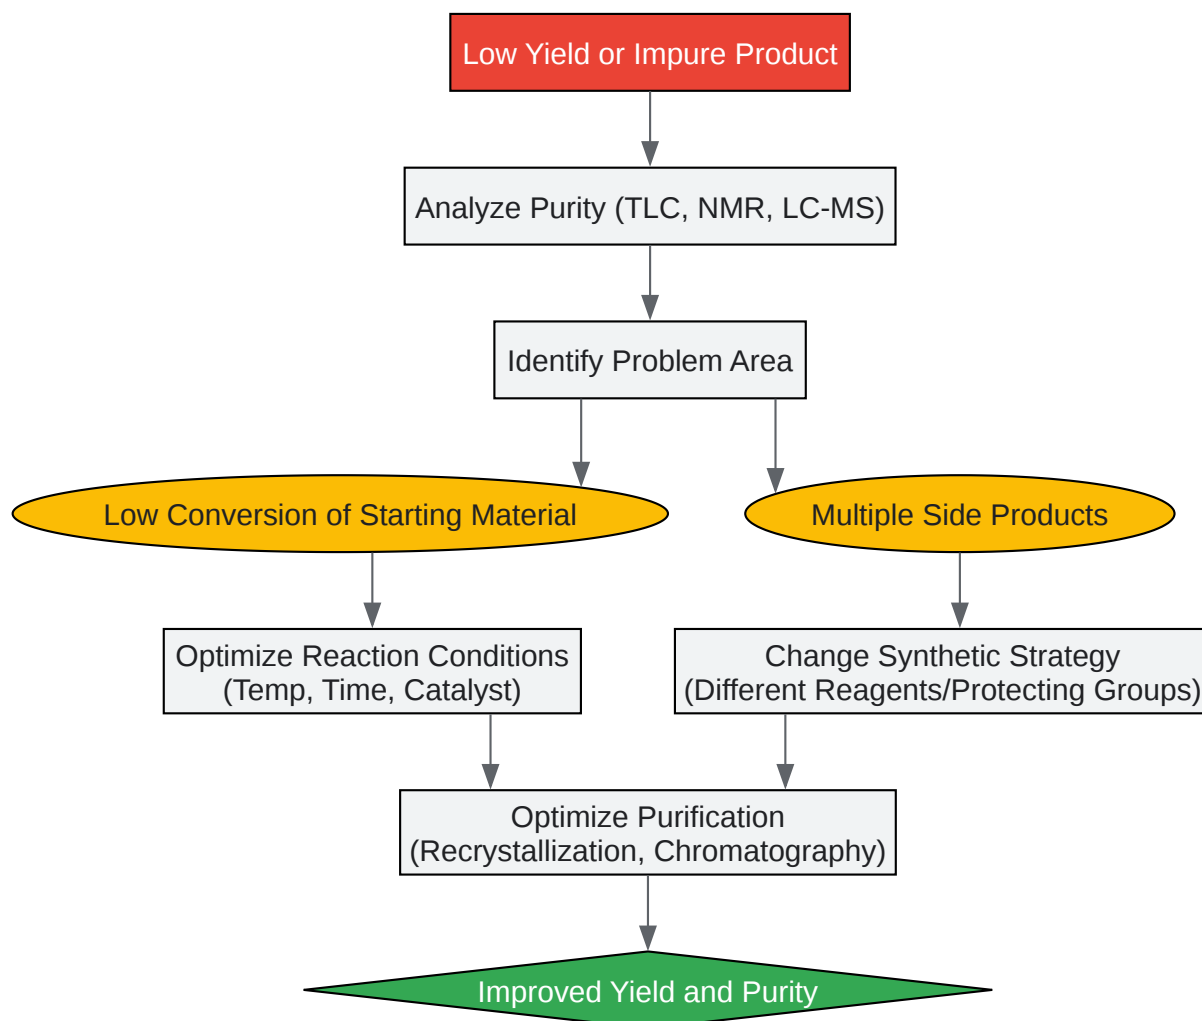 Low Yield or Impure Product
Analyze Purity (TLC, NMR, LC-MS)
Identify Problem Area
Low Conversion of Starting Material
Multiple Side Products
Optimize Reaction Conditions
(Temp, Time, Catalyst)
Change Synthetic Strategy
(Different Reagents/Protecting Groups)
Optimize Purification
(Recrystallization, Chromatography)
Improved Yield and Purity